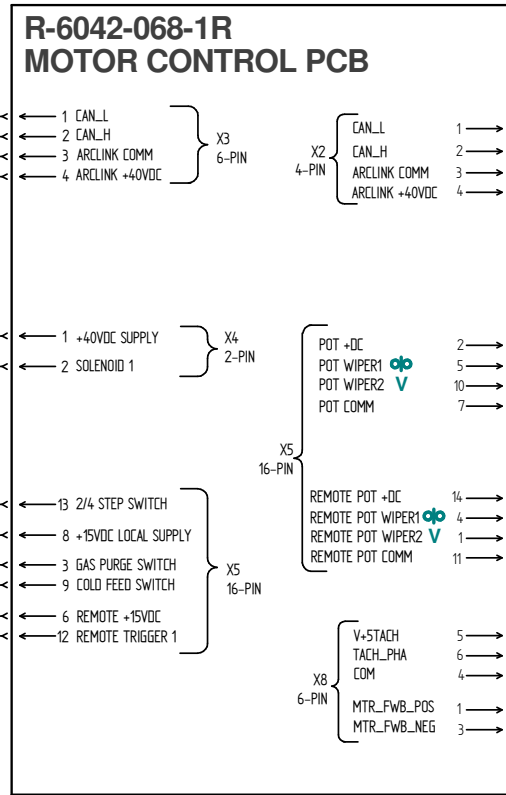 R-6042-068-1R
MOTOR CONTROL PCB
1 CAN_L
2 CAN_H
3 ARCLINK COMM
4 ARCLINK +40VDC
X3
6-PIN
X2
4-PIN
CAN_L 1
CAN_H 2
ARCLINK COMM 3
ARCLINK +40VDC 4
1 +40VDC SUPPLY
2 SOLENOID 1
X4
2-PIN
X5
16-PIN
POT +DC 2
POT WIPER1 5
POT WIPER2 V 10
POT COMM 7
REMOTE POT +DC 14
REMOTE POT WIPER1 4
REMOTE POT WIPER2 V 1
REMOTE POT COMM 11
13 2/4 STEP SWITCH
8 +15VDC LOCAL SUPPLY
3 GAS PURGE SWITCH
9 COLD FEED SWITCH
6 REMOTE +15VDC
12 REMOTE TRIGGER 1
X5
16-PIN
X8
6-PIN
V+5TACH 5
TACH_PHA 6
COM 4
MTR_FWB_POS 1
MTR_FWB_NEG 3